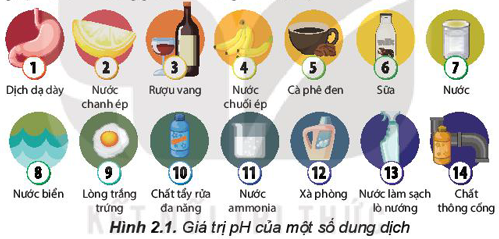 1 2 3 4 5 6 7
Dịch dạ dày Nước chanh ép Rượu vang Nước chuối ép Cà phê đen Sữa Nước
8 9 10 11 12 13 14
Nước biển Lòng trắng trứng Chất tẩy rửa đa năng Nước ammonia Xà phòng Nước làm sạch lò nướng Chất thông cống
Hình 2.1. Giá trị pH của một số dung dịch